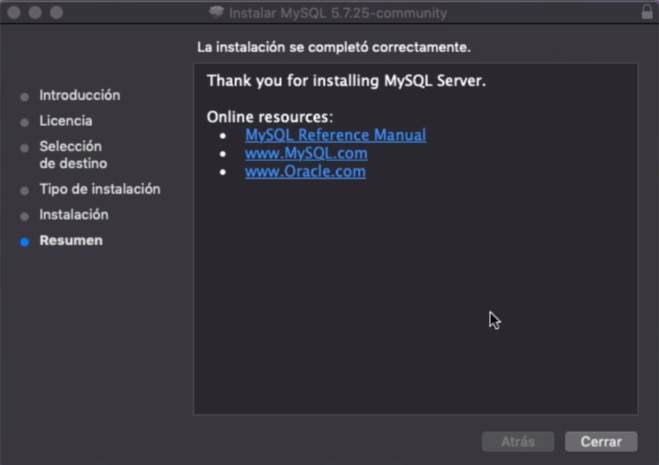 Instalar MySQL 5.7.25-community
La instalación se completó correctamente.
Introducción
Licencia
Selección
de destino
Tipo de instalación
Instalación
Resumen
Thank you for installing MySQL Server.
Online resources:
• MySQL Reference Manual
• www.MySQL.com
• www.Oracle.com
Atrás
Cerrar